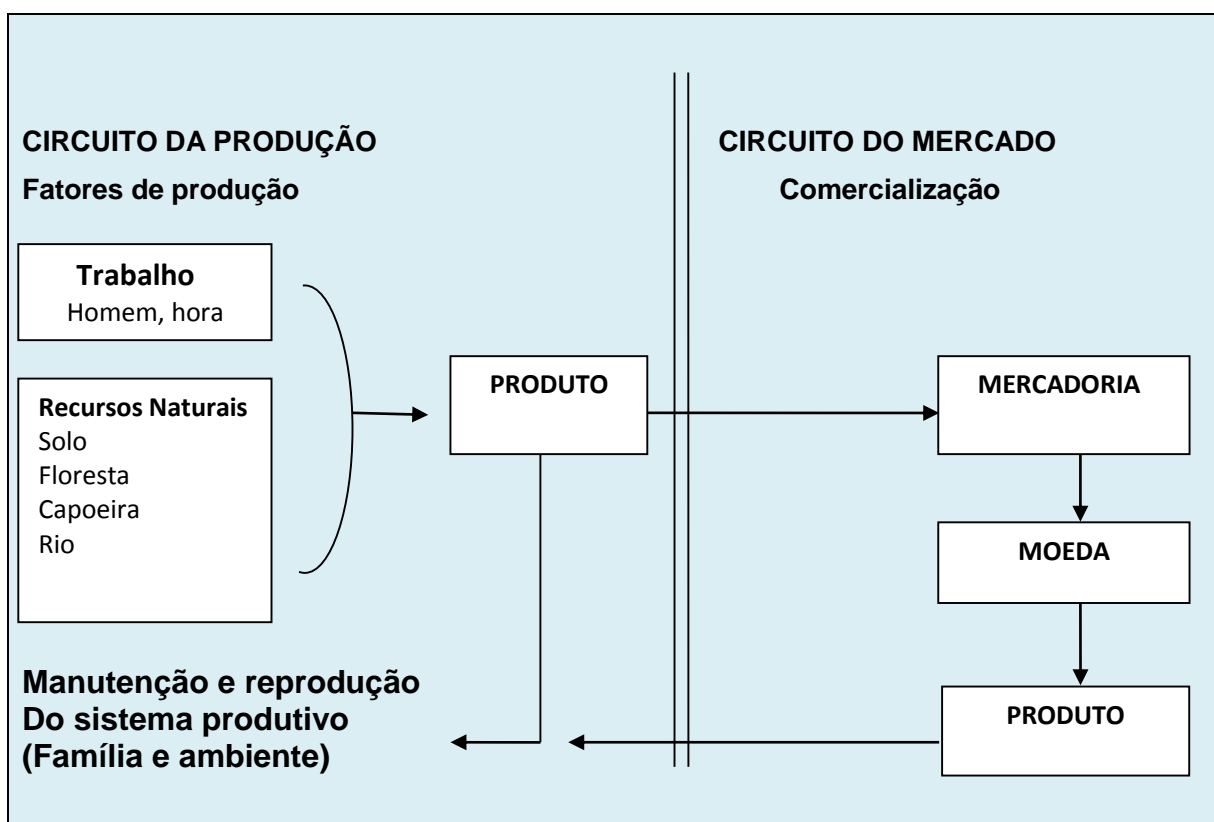 CIRCUITO DA PRODUÇÃO
Fatores de produção
Trabalho
Homem, hora
Recursos Naturais
Solo
Floresta
Capoeira
Rio
PRODUTO
Manutenção e reprodução
Do sistema produtivo
(Família e ambiente)
CIRCUITO DO MERCADO
Comercialização
MERCADORIA
MOEDA
PRODUTO